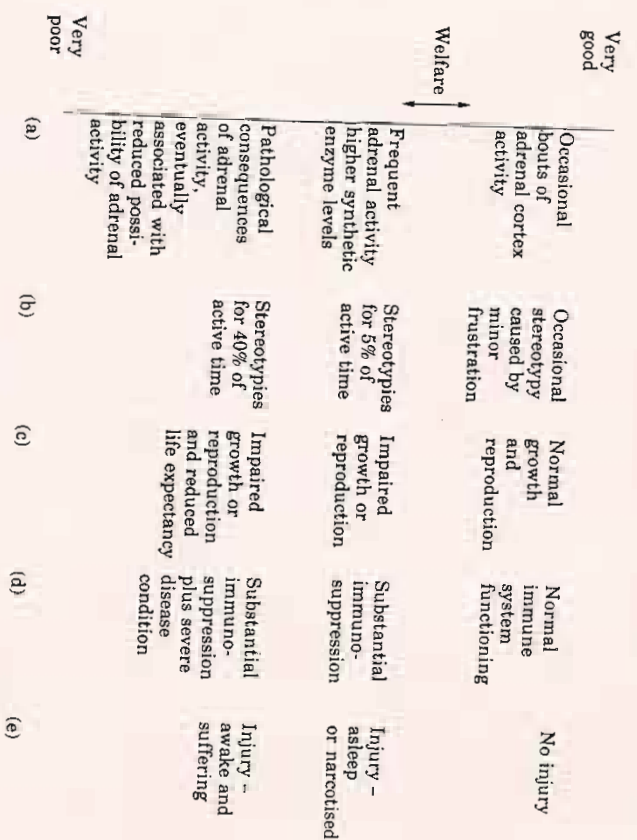 Very
good
Welfare
Very
poor
Occasional
bouts of
adrenal cortex
activity
Frequent
adrenal activity
higher synthetic
enzyme levels
Pathological
consequences
of adrenal
activity,
eventually
associated with
reduced possi-
bility of adrenal
activity
(a)
Occasional
stereotypy
caused by
minor
frustration
Stereotypies
for 5% of
active time
Stereotypies
for 40% of
active time
(b)
Normal
growth
and
reproduction
Impaired
growth or
reproduction
Impaired
growth or
reproduction
and reduced
life expectancy
(c)
Normal
immune
system
functioning
Substantial
immuno-
suppression
Substantial
immuno-
suppression
plus severe
disease
condition
(d)
No injury
Injury –
asleep
or narcotised
Injury –
awake and
suffering
(e)